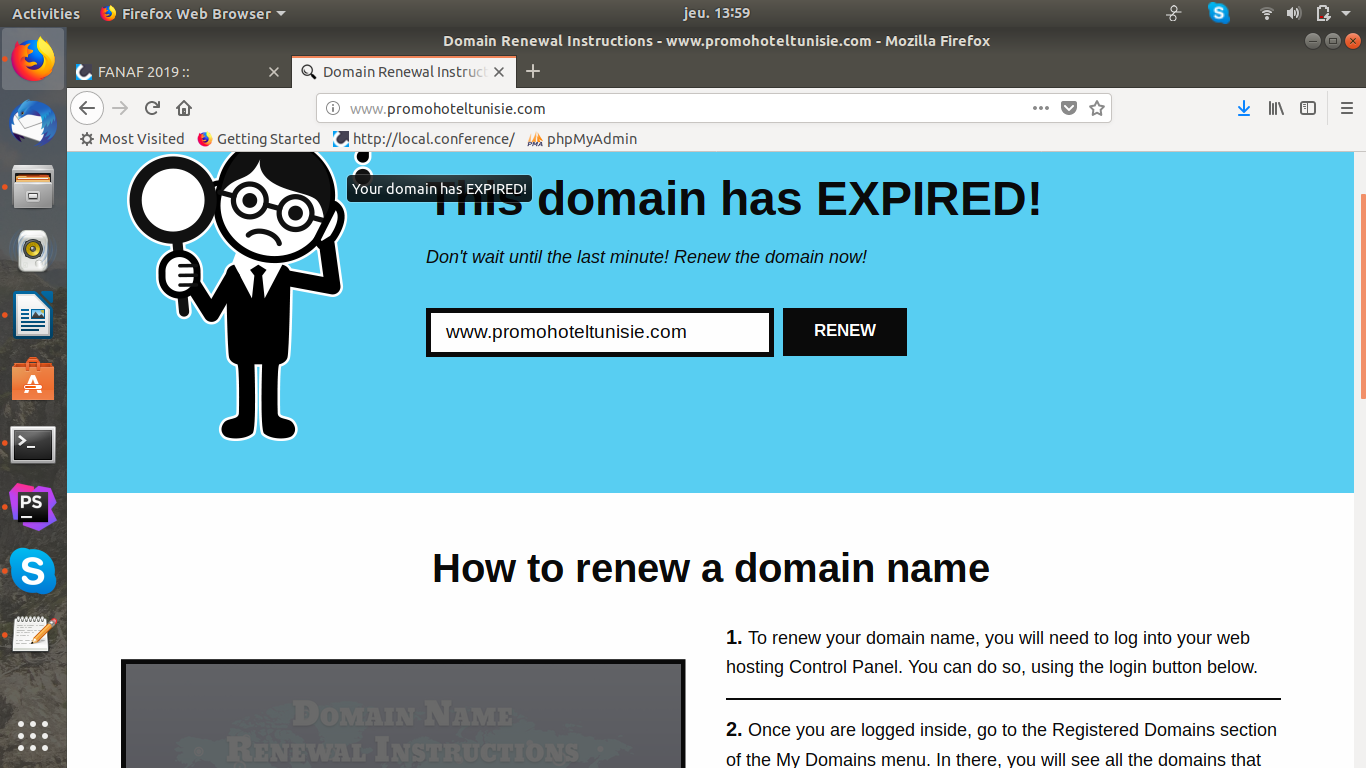 Activities
Firefox Web Browser
jeu. 13:59
Domain Renewal Instructions - www.promohoteltunisie.com - Mozilla Firefox
FANAF 2019 ::
Domain Renewal Instruct
www.promohoteltunisie.com
Most Visited
Getting Started
http://local.conference/
phpMyAdmin
Your domain has EXPIRED!
This domain has EXPIRED!
Don't wait until the last minute! Renew the domain now!
www.promohoteltunisie.com
RENEW
How to renew a domain name
1. To renew your domain name, you will need to log into your web
hosting Control Panel. You can do so, using the login button below.
2. Once you are logged inside, go to the Registered Domains section
of the My Domains menu. In there, you will see all the domains that
Domain Name
Renewal Instructions
PS
S
PMA